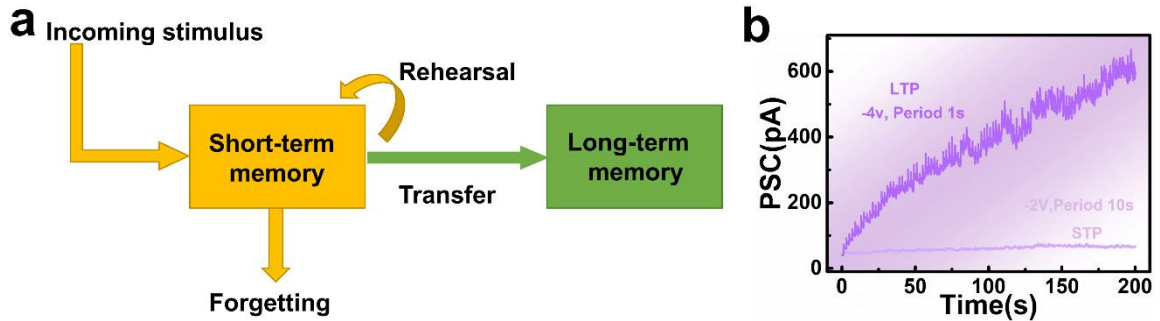 a
Incoming stimulus
Rehearsal
Short-term
memory
Long-term
memory
Transfer
Forgetting
b
600
400
200
0
PSC(pA)
LTP
-4v, Period 1s
-2V,Period 10s
STP
0
50
100
150
200
Time(s)